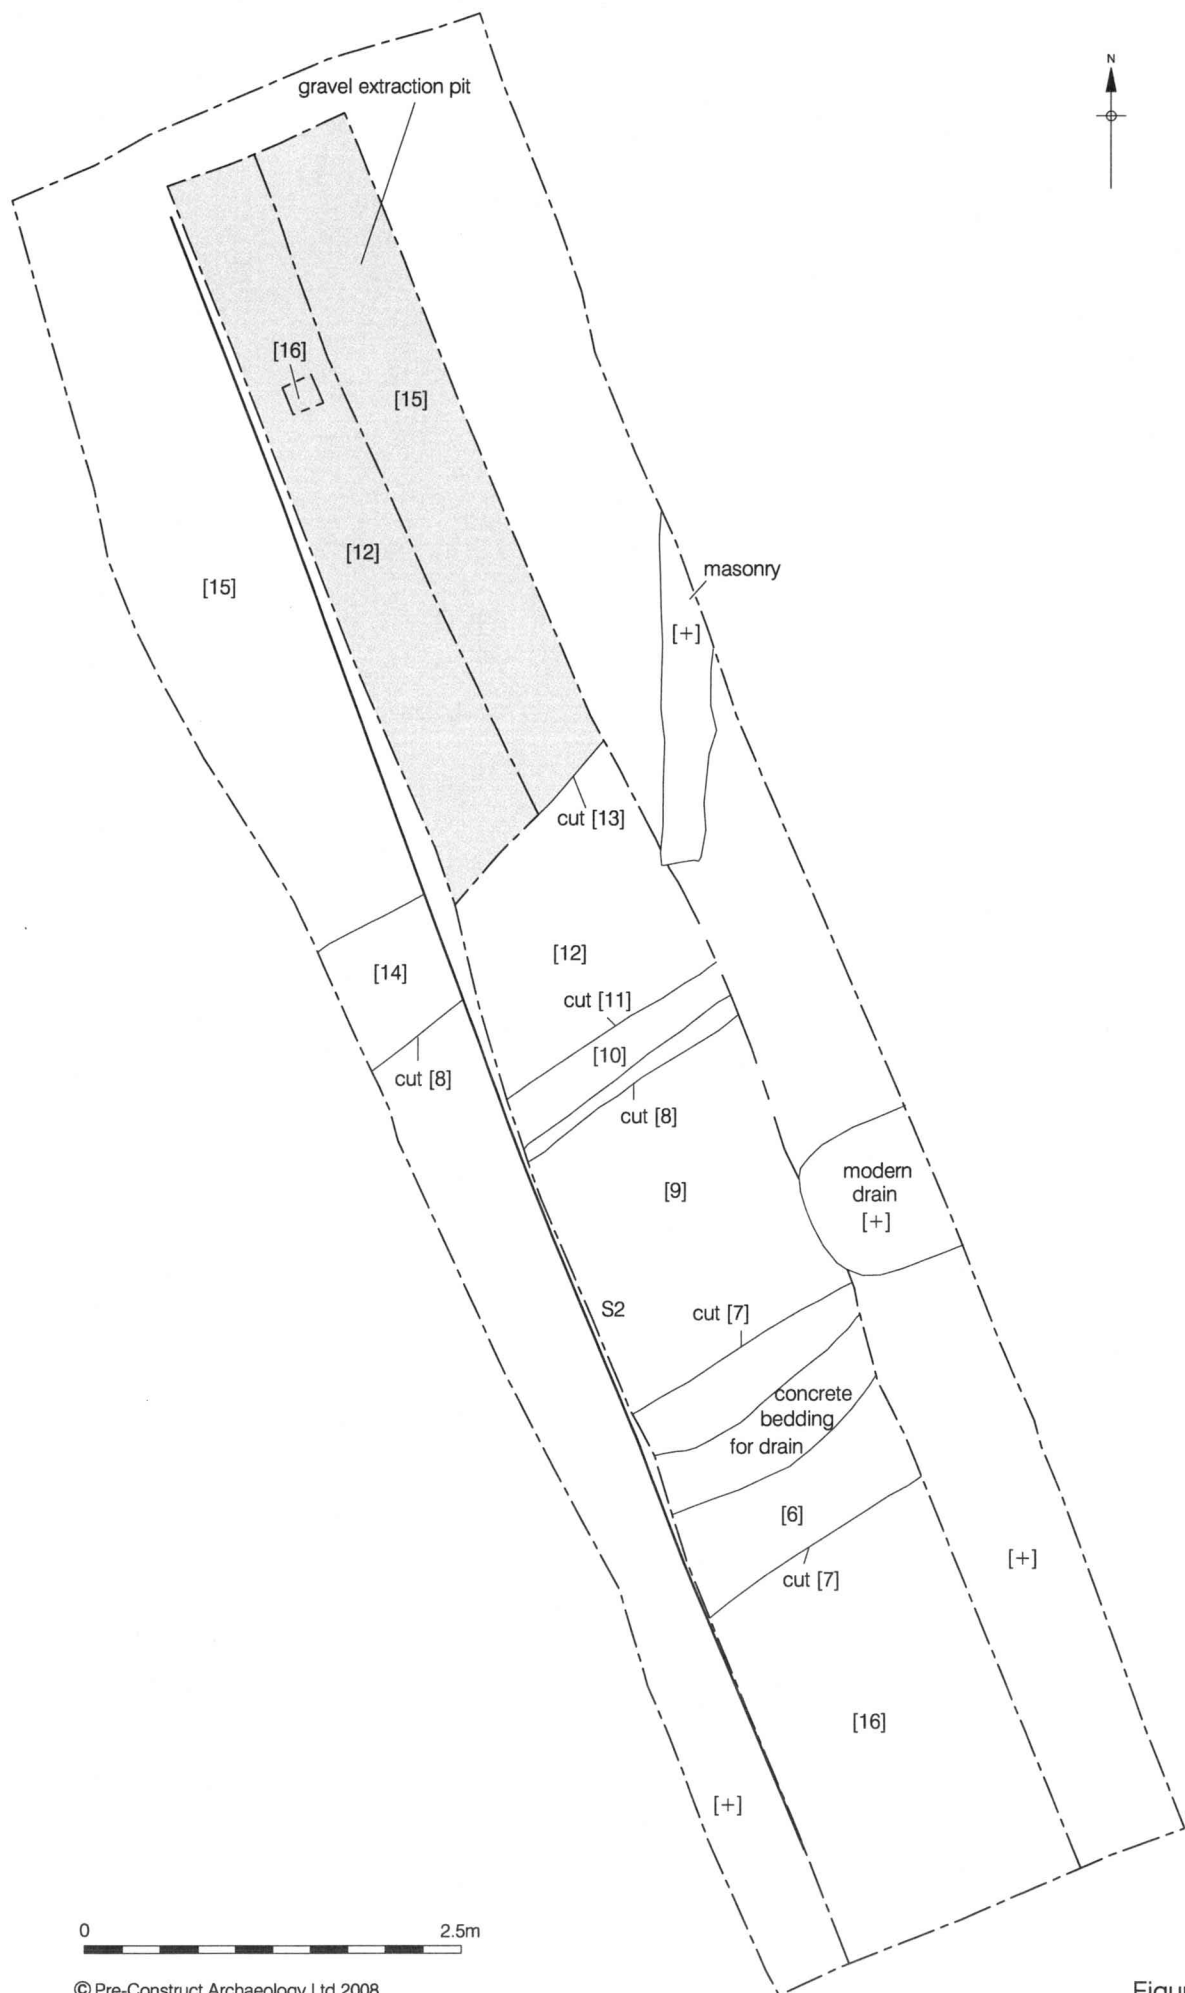 N
gravel extraction pit
[16]
[15]
[12]
[15]
masonry
[+]
cut [13]
[12]
[14]
cut [11]
[10]
cut [8]
cut [8]
[9]
modern
drain
[+]
S2
cut [7]
concrete
bedding
for drain
[6]
cut [7]
[+]
[16]
[+]
0 2.5m
© Pre-Construct Archaeology Ltd 2008
Figur